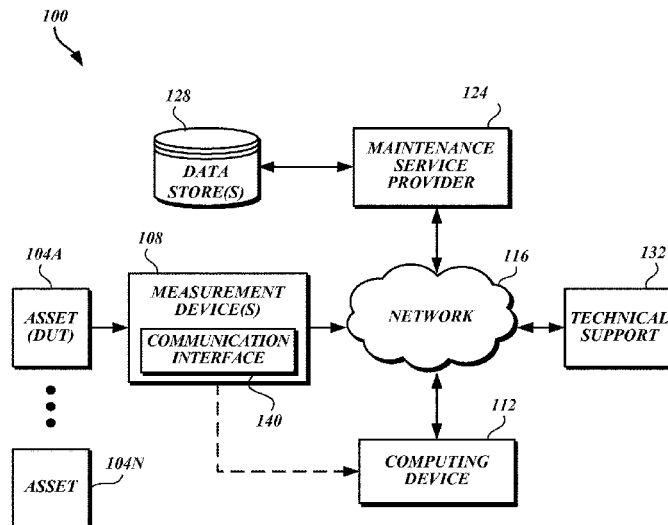 100
128
124
DATA
STORE(S)
MAINTENANCE
SERVICE
PROVIDER
104A
108
116
132
ASSET
(DUT)
MEASUREMENT
DEVICE(S)
COMMUNICATION
INTERFACE
NETWORK
TECHNICAL
SUPPORT
140
112
ASSET
104N
COMPUTING
DEVICE